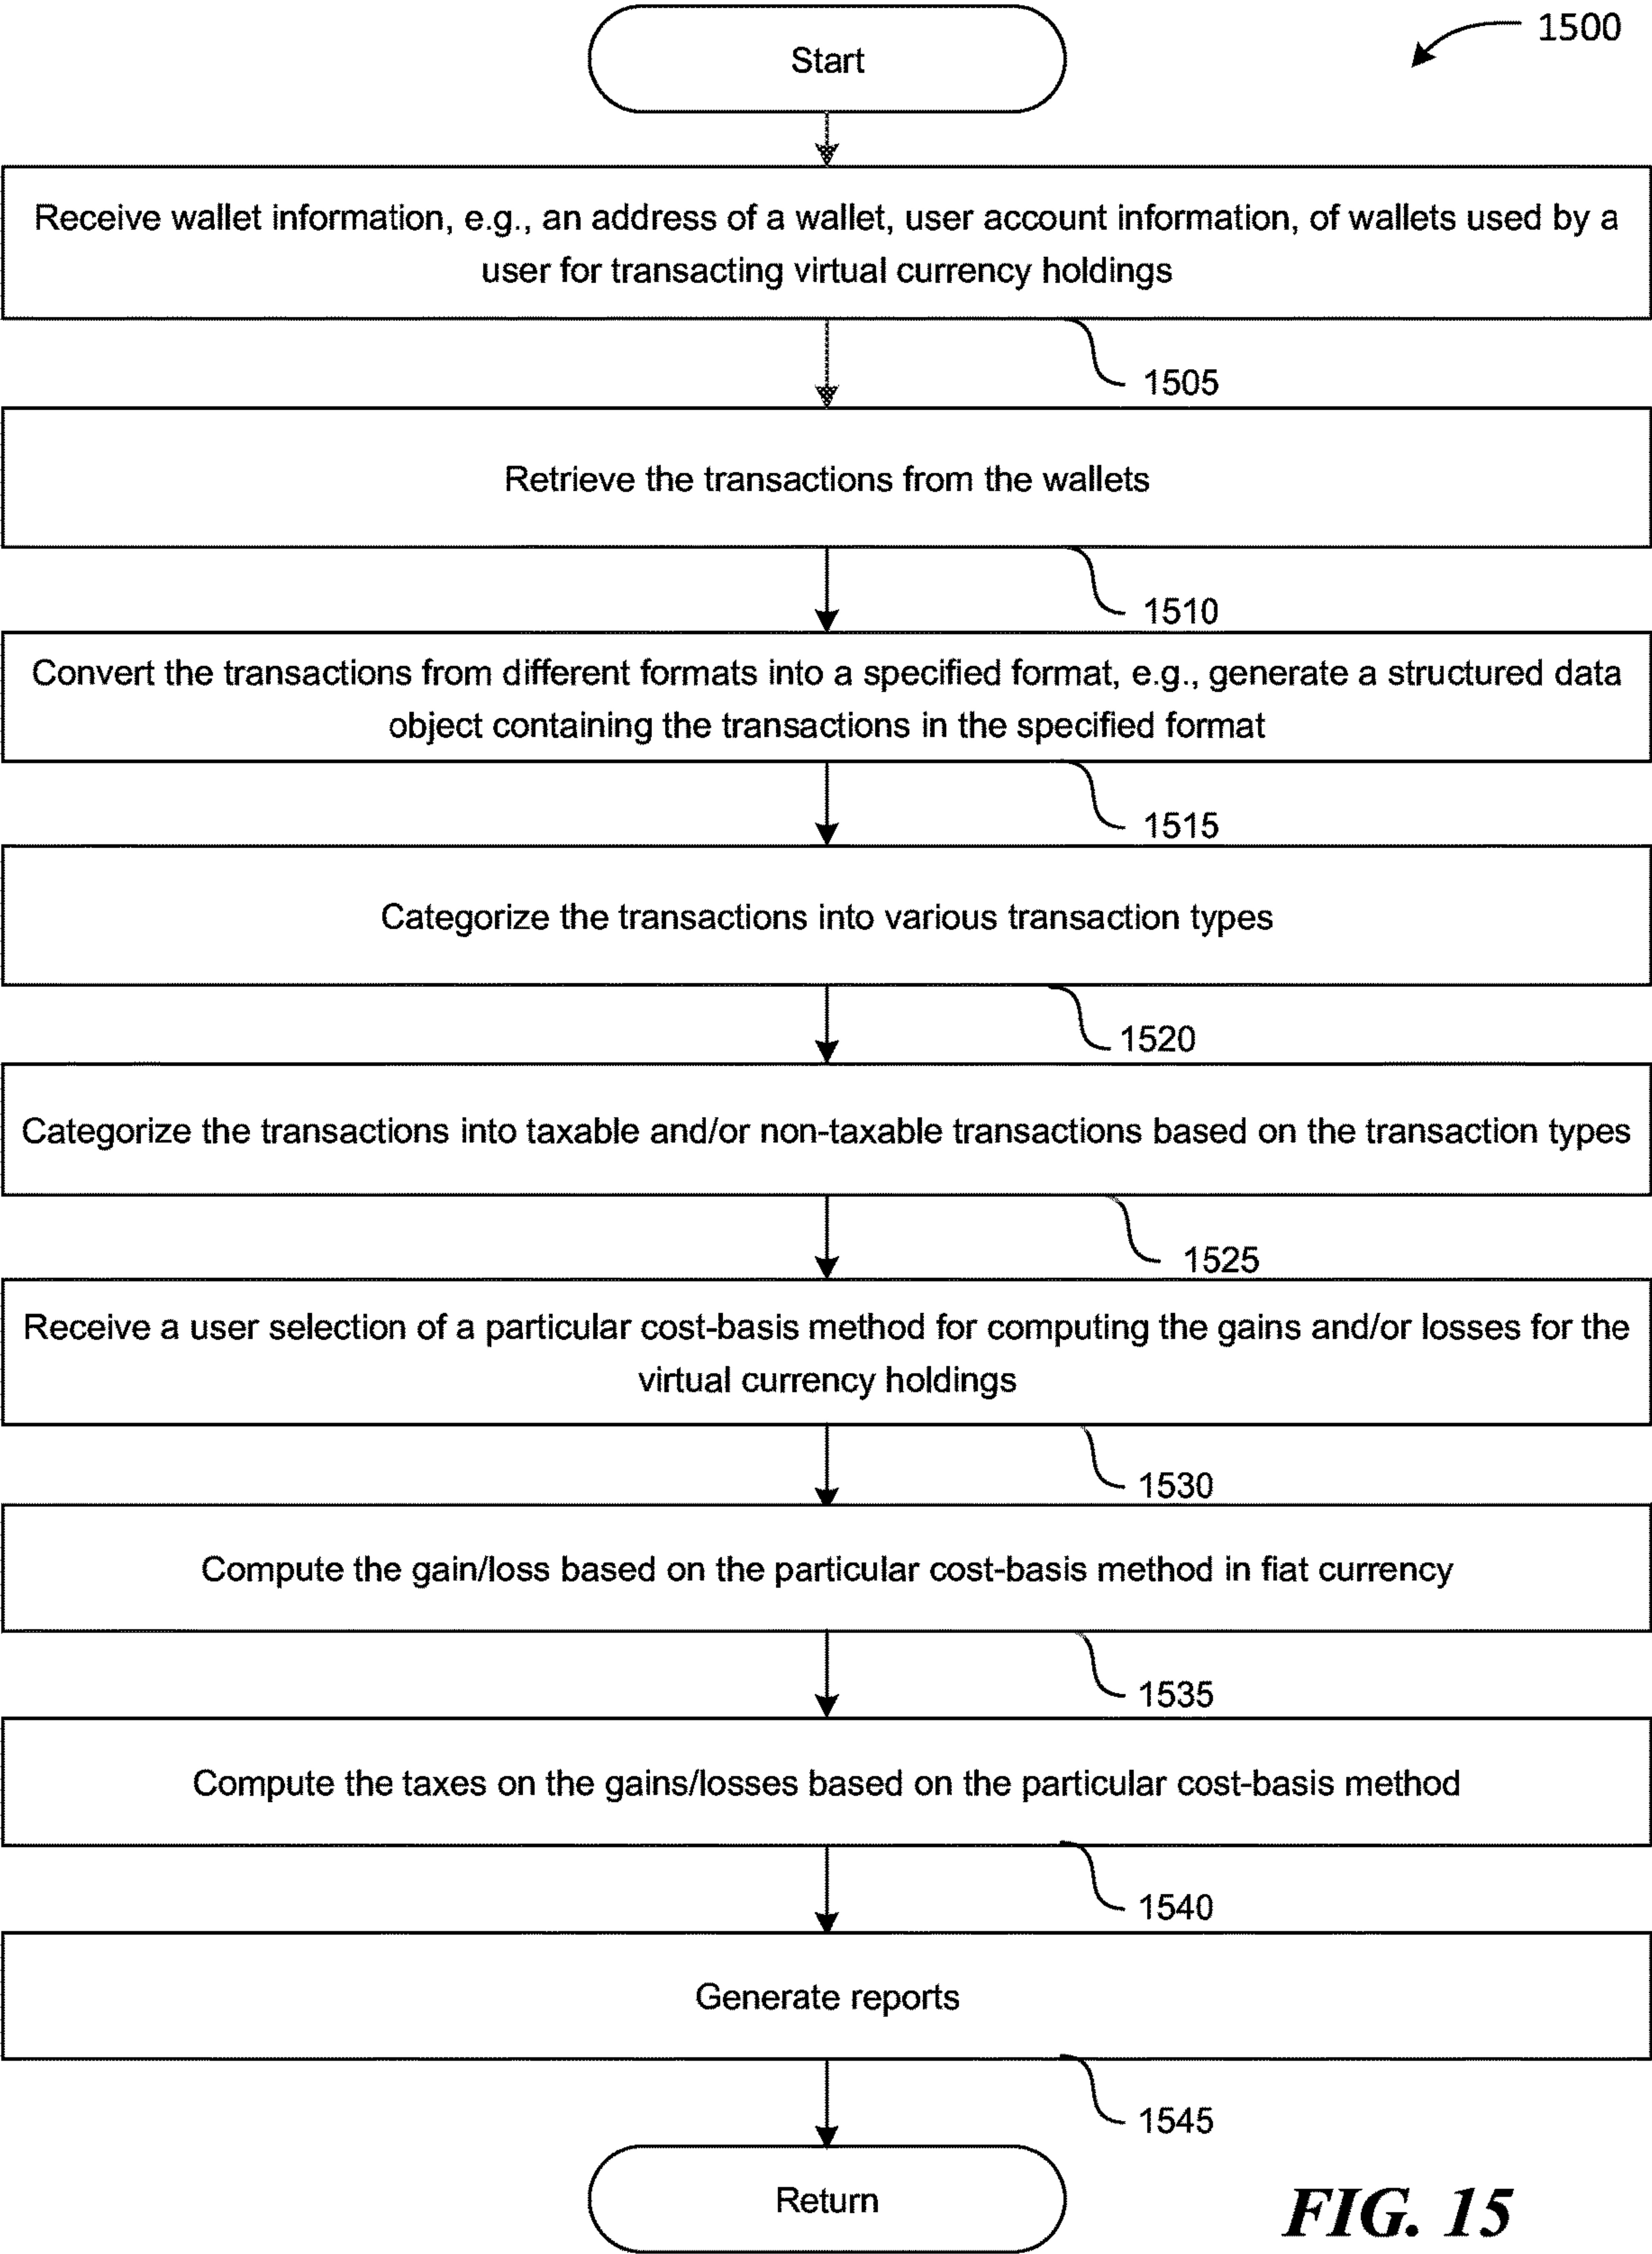 1500
Start
Receive wallet information, e.g., an address of a wallet, user account information, of wallets used by a
user for transacting virtual currency holdings
1505
Retrieve the transactions from the wallets
1510
Convert the transactions from different formats into a specified format, e.g., generate a structured data
object containing the transactions in the specified format
1515
Categorize the transactions into various transaction types
1520
Categorize the transactions into taxable and/or non-taxable transactions based on the transaction types
1525
Receive a user selection of a particular cost-basis method for computing the gains and/or losses for the
virtual currency holdings
1530
Compute the gain/loss based on the particular cost-basis method in fiat currency
1535
Compute the taxes on the gains/losses based on the particular cost-basis method
1540
Generate reports
1545
Return
FIG. 15